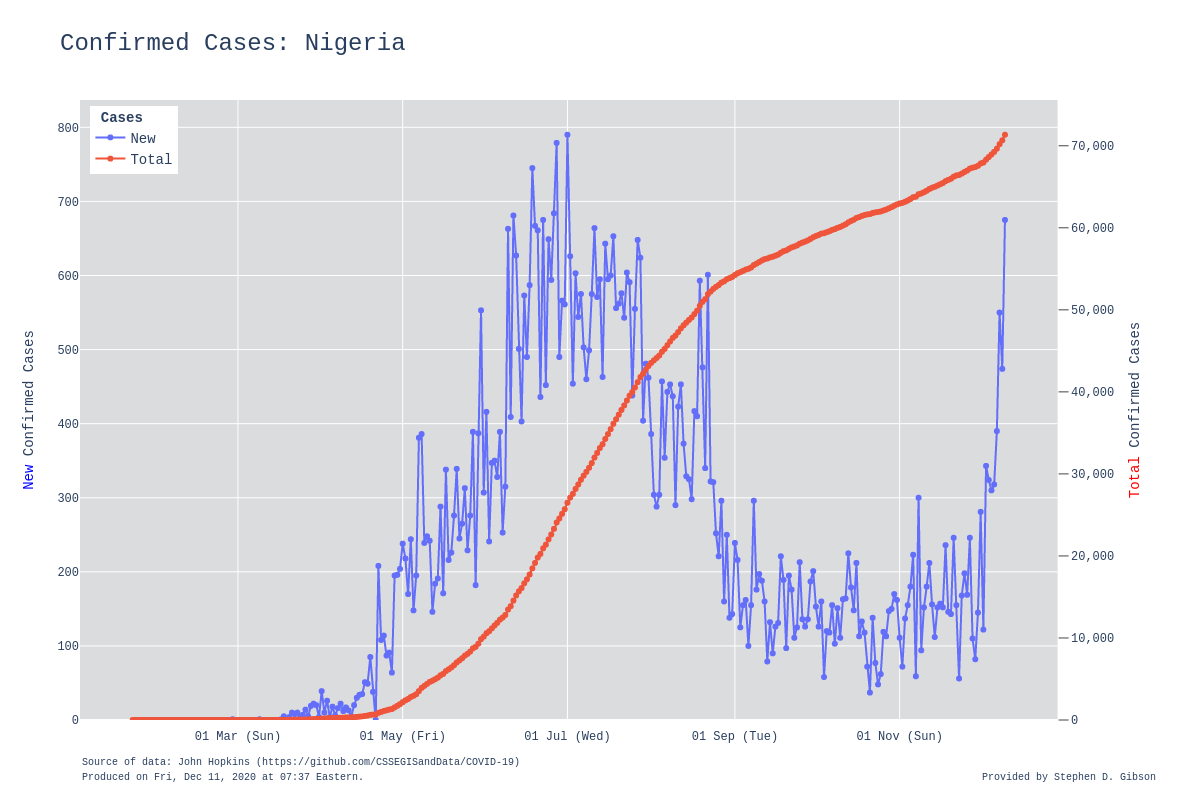 Confirmed Cases: Nigeria
Cases
New
Total
800
700
600
500
400
300
200
100
0
New Confirmed Cases
70,000
60,000
50,000
40,000
30,000
20,000
10,000
0
Total Confirmed Cases
01 Mar (Sun)
01 May (Fri)
01 Jul (Wed)
01 Sep (Tue)
01 Nov (Sun)
Source of data: John Hopkins (https://github.com/CSSEGISandData/COVID-19)
Produced on Fri, Dec 11, 2020 at 07:37 Eastern.
Provided by Stephen D. Gibson